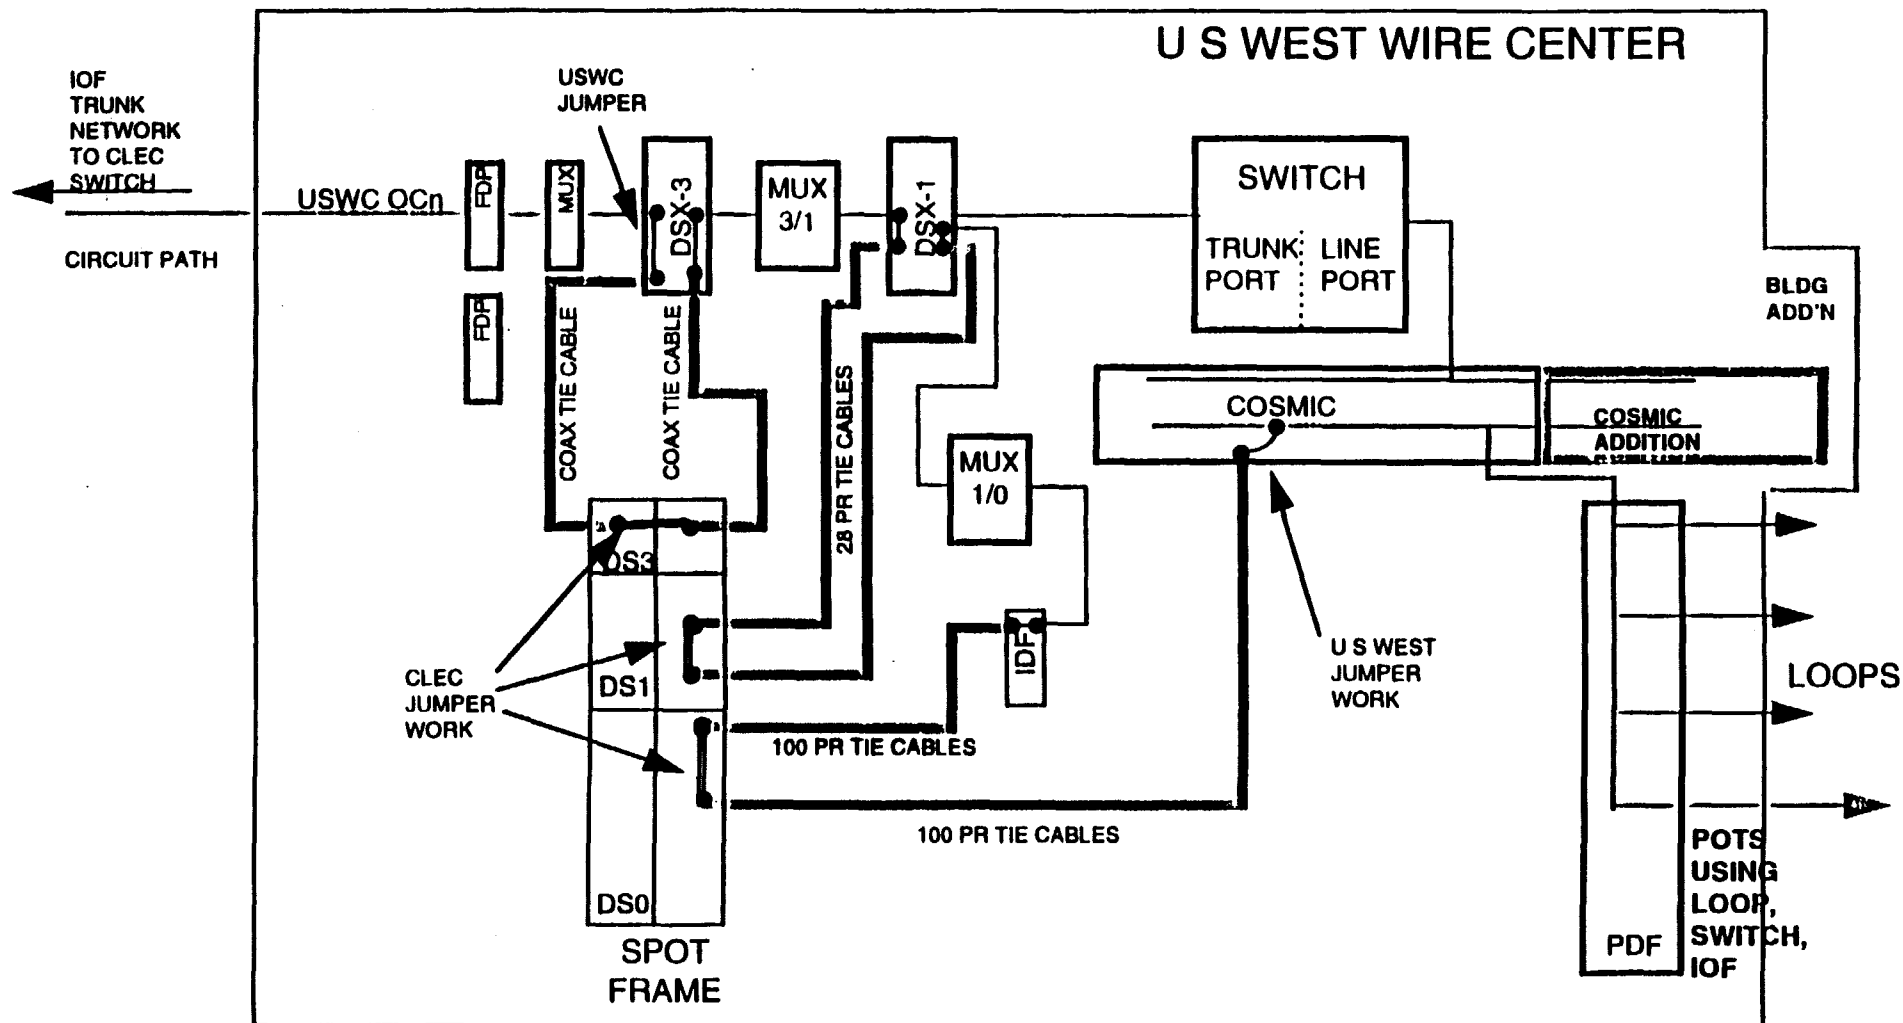 U S WEST WIRE CENTER
IOF
TRUNK
NETWORK
TO CLEC
SWITCH
USWC
JUMPER
USWC OCn
CIRCUIT PATH
FDP
MUX
DSX-3
MUX
3/1
DSX-1
SWITCH
TRUNK
PORT
LINE
PORT
BLDG
ADD'N
FDP
COAX TIE CABLE
COAX TIE CABLE
28 PR TIE CABLES
COSMIC
COSMIC
ADDITION
MUX
1/0
DS3
IDF
CLEC
JUMPER
WORK
DS1
U S WEST
JUMPER
WORK
LOOPS
100 PR TIE CABLES
100 PR TIE CABLES
DS0
SPOT
FRAME
PDF
POTS
USING
LOOP,
SWITCH,
IOF